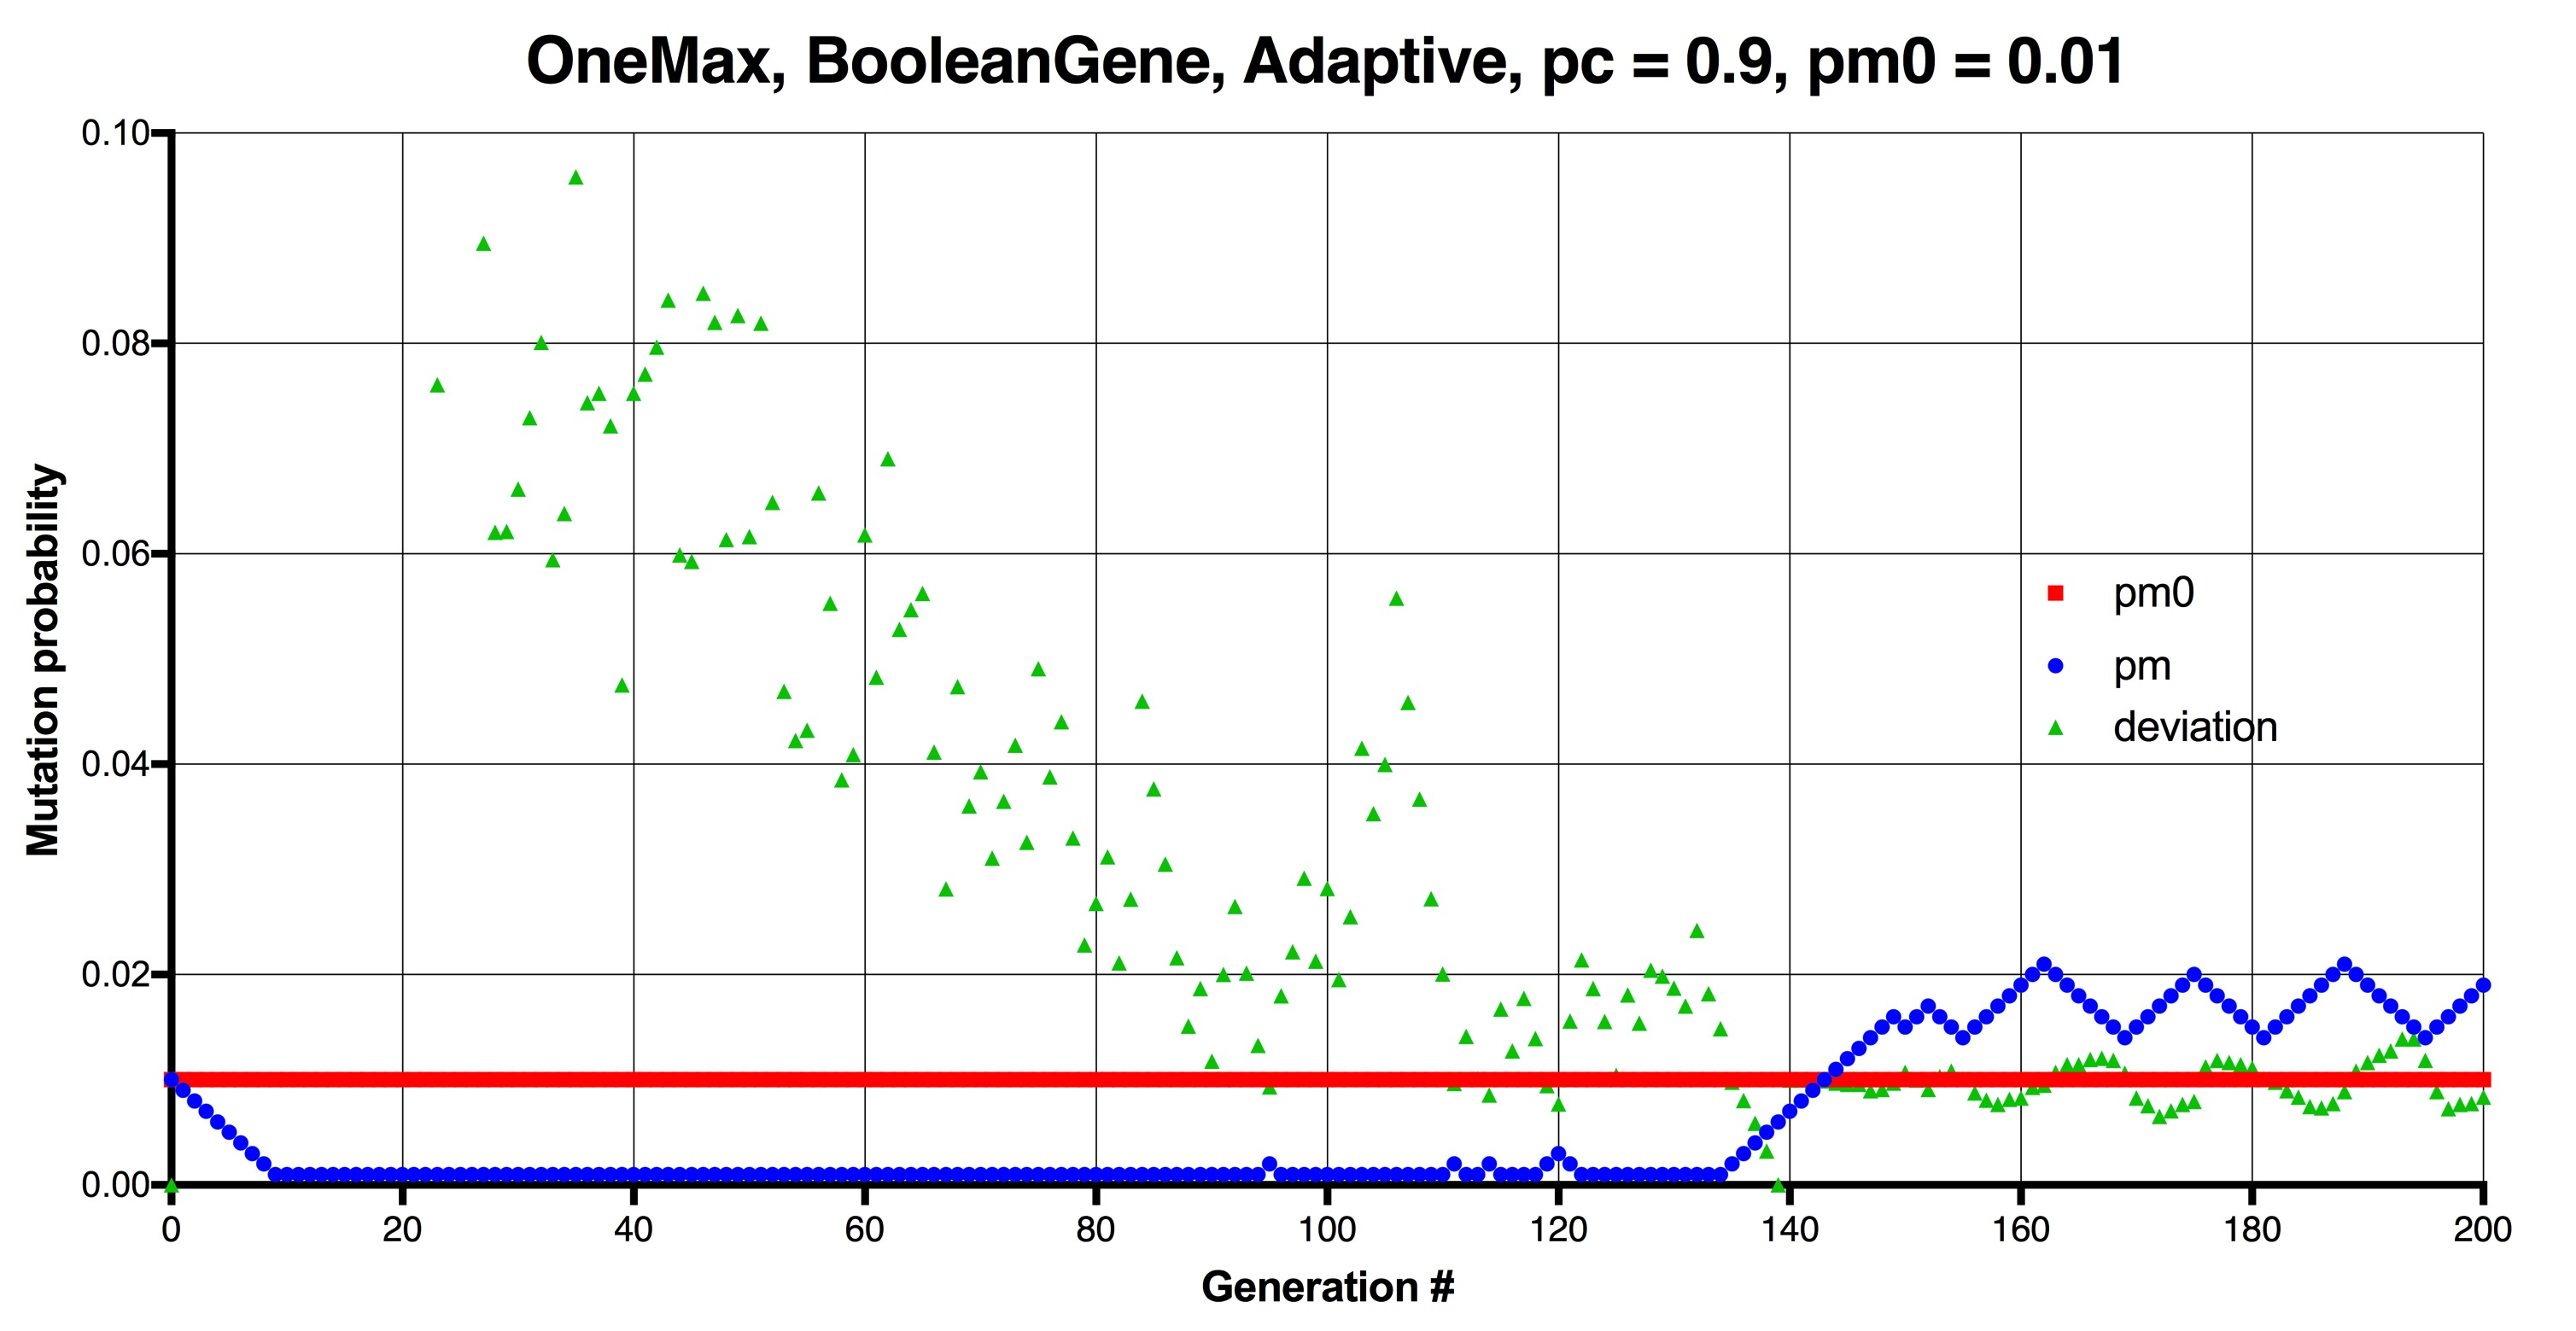 OneMax, BooleanGene, Adaptive, pc = 0.9, pm0 = 0.01
Mutation probability
0.10
0.08
0.06
0.04
0.02
0.00
pm0
pm
deviation
0 20 40 60 80 100 120 140 160 180 200
Generation #